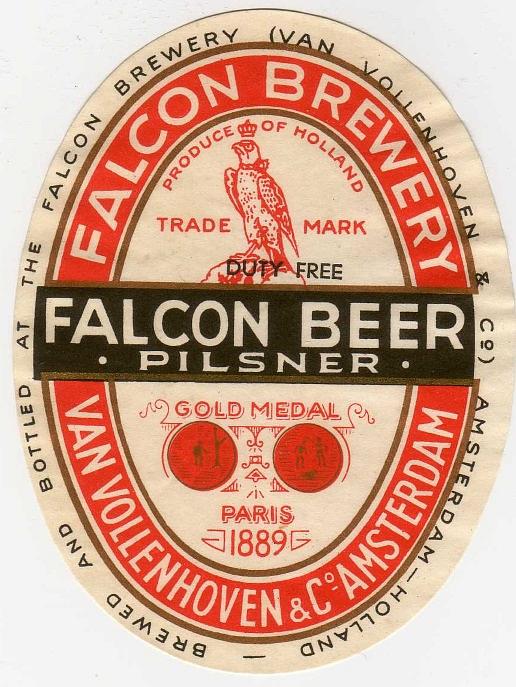 BREWED AND BOTTLED AT THE FALCON BREWERY (VAN VOLLENHOVEN & Co) AMSTERDAM—HOLLAND —
FALCON BREWERY
PRODUCE OF HOLLAND
TRADE MARK
DUTY FREE
FALCON BEER
· PILSNER ·
GOLD MEDAL
PARIS
1889
VAN VOLLENHOVEN & Co AMSTERDAM